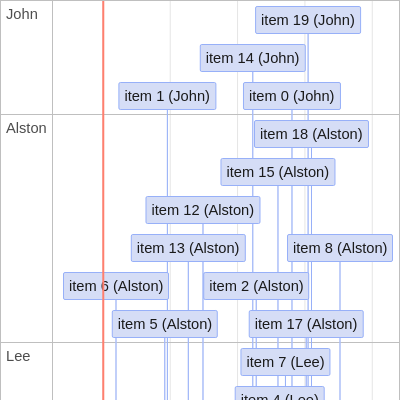 John
item 19 (John)
item 14 (John)
item 1 (John)
item 0 (John)
Alston
item 18 (Alston)
item 15 (Alston)
item 12 (Alston)
item 13 (Alston)
item 8 (Alston)
item 6 (Alston)
item 2 (Alston)
item 5 (Alston)
item 17 (Alston)
Lee
item 7 (Lee)
item 4 (Lee)